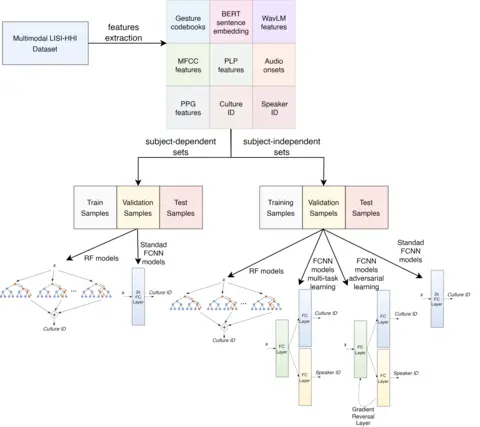 Multimodal LISI-HHI
Dataset
features
extraction
Gesture
codebooks
BERT
sentence
embedding
WavLM
features
MFCC
features
PLP
features
Audio
onsets
PPG
features
Culture
ID
Speaker
ID
subject-dependent
sets
subject-independent
sets
Train
Samples
Validation
Samples
Test
Samples
Training
Samples
Validation
Sampels
Test
Samples
RF models
Standad
FCNN
models
RF models
FCNN
models
multi-task
learning
FCNN
models
adversarial
learning
Standad
FCNN
models
x
...
Culture ID
x
FC
Layer
Culture ID
x
...
Culture ID
x
FC
Layer
FC
Layer
Culture ID
FC
Layer
Speaker ID
x
FC
Layer
FC
Layer
Culture ID
FC
Layer
Speaker ID
Gradient
Reversal
Layer
x
FC
Layer
Culture ID